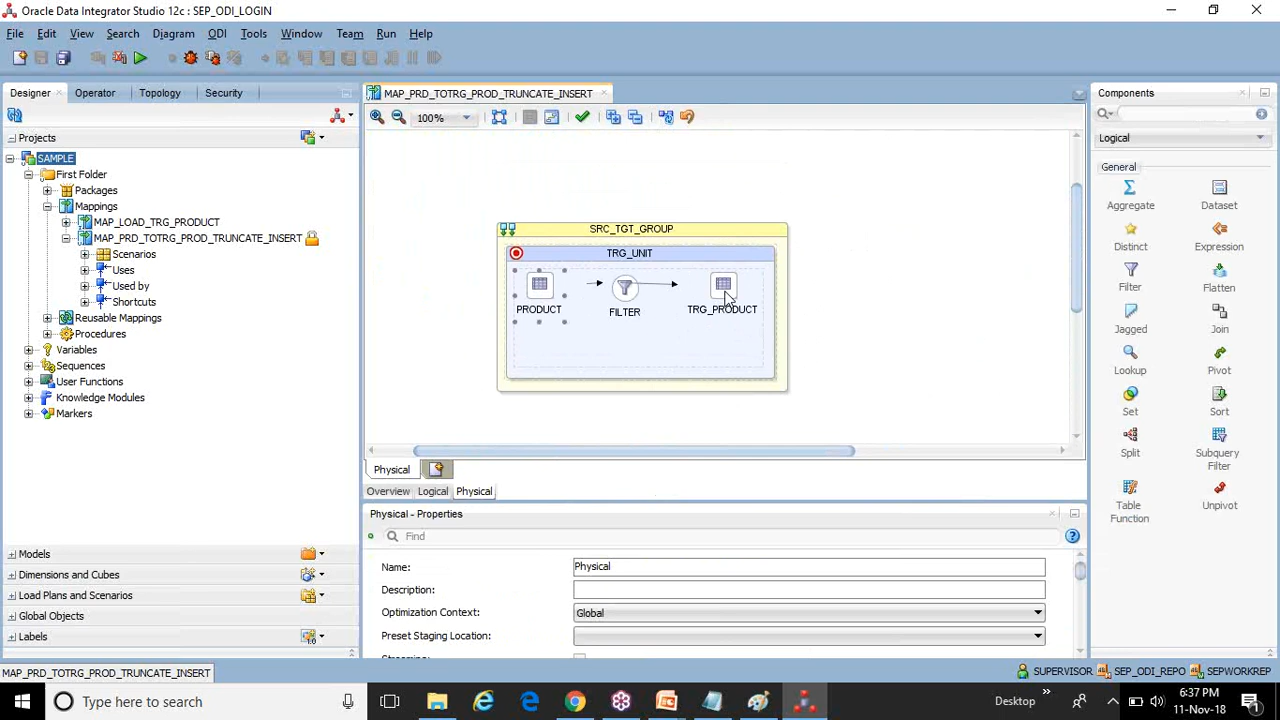 Oracle Data Integrator Studio 12c : SEP_ODI_LOGIN
File Edit View Search Diagram ODI Tools Window Team Run Help
Designer Operator Topology Security
MAP_PRD_TOTRG_PROD_TRUNCATE_INSERT
Components
100%
Projects
Logical
SAMPLE
First Folder
Packages
Mappings
MAP_LOAD_TRG_PRODUCT
MAP_PRD_TOTRG_PROD_TRUNCATE_INSERT
Scenarios
Uses
Used by
Shortcuts
Reusable Mappings
Procedures
Variables
Sequences
User Functions
Knowledge Modules
Markers
Models
Dimensions and Cubes
Load Plans and Scenarios
Global Objects
Labels
SRC_TGT_GROUP
TRG_UNIT
PRODUCT
FILTER
TRG_PRODUCT
Physical
Overview Logical Physical
Physical - Properties
Find
Name: Physical
Description:
Optimization Context: Global
Preset Staging Location:
General
Aggregate Dataset
Distinct Expression
Filter Flatten
Jagged Join
Lookup Pivot
Set Sort
Split Subquery
Filter
Table
Function
Unpivot
MAP_PRD_TOTRG_PROD_TRUNCATE_INSERT
SUPERVISOR SEP_ODI_REPO SEPWORKREP
Type here to search
Desktop
6:37 PM
11-Nov-18